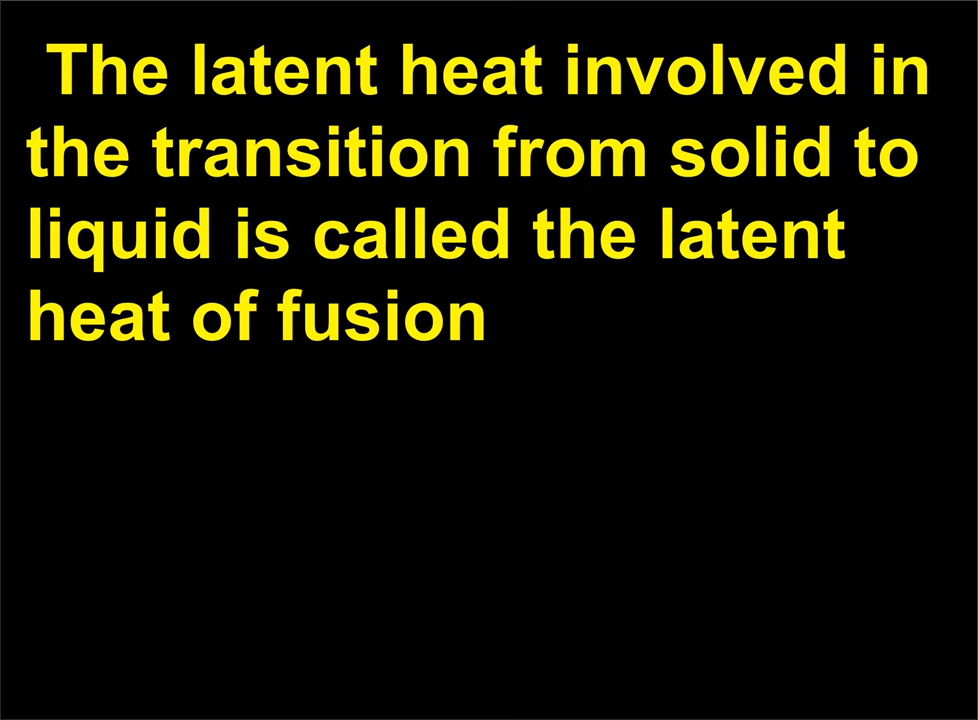 The latent heat involved in
the transition from solid to
liquid is called the latent
heat of fusion